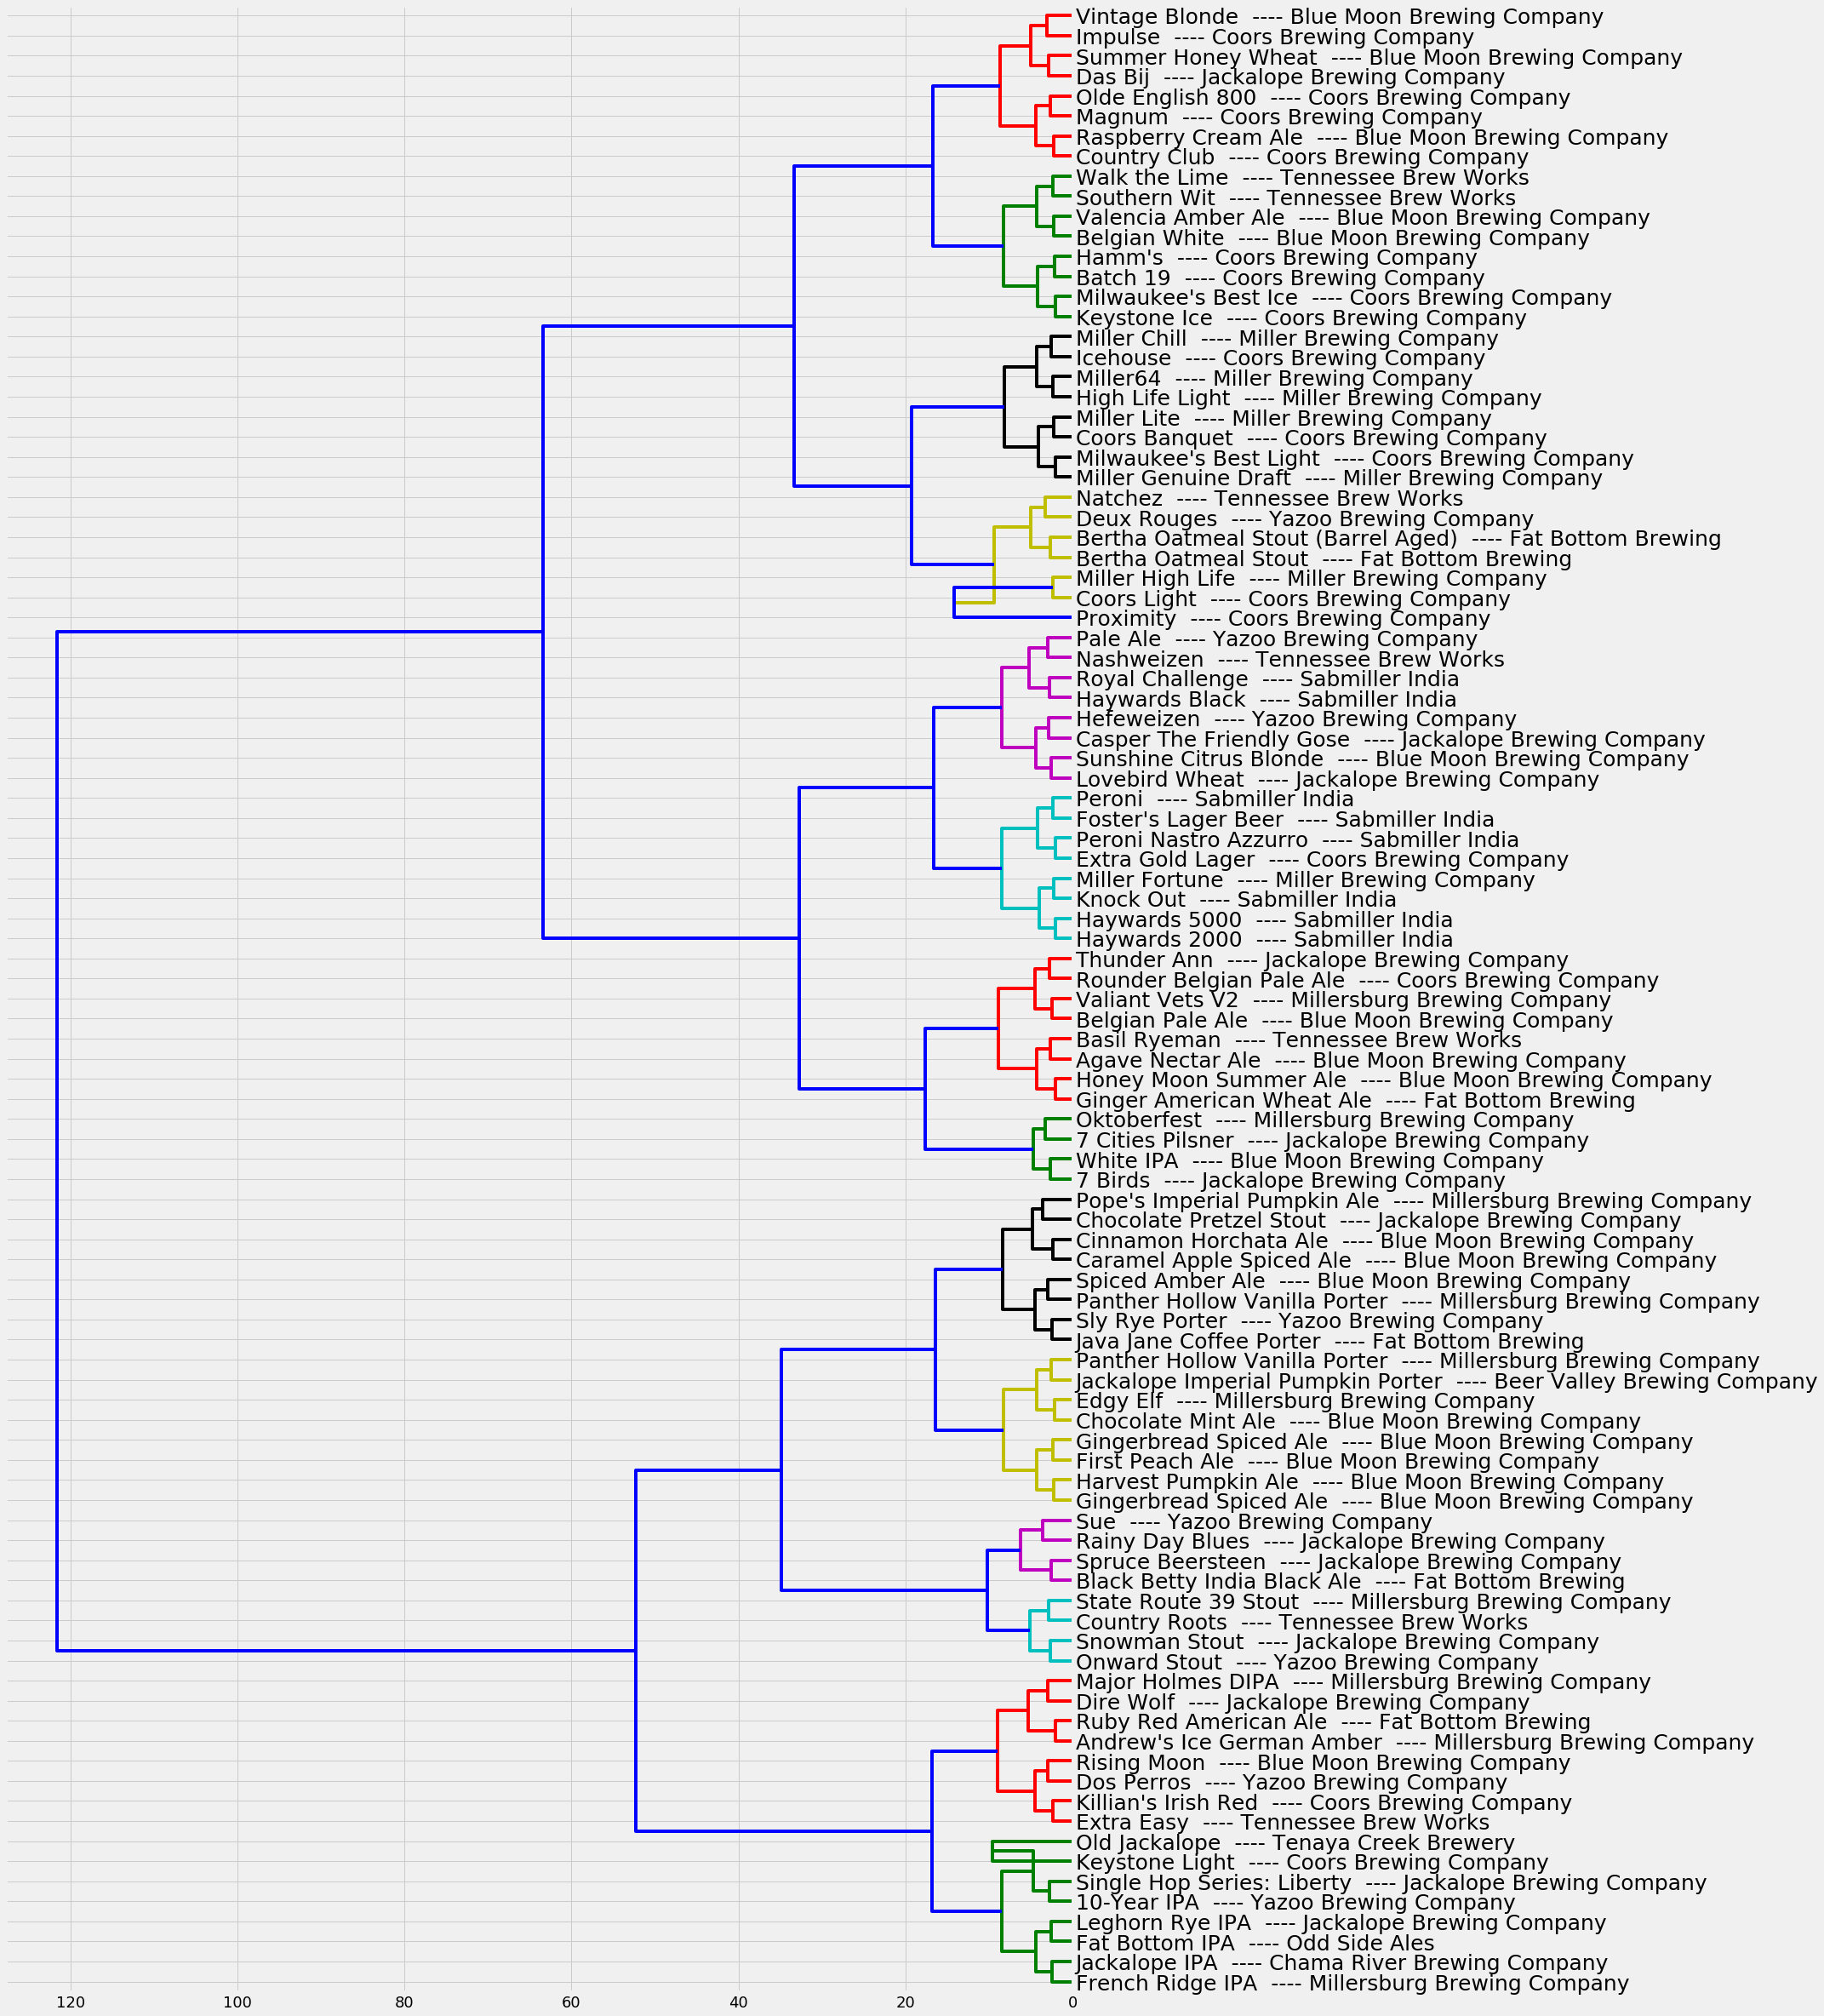 Vintage Blonde ---- Blue Moon Brewing Company
Impulse ---- Coors Brewing Company
Summer Honey Wheat ---- Blue Moon Brewing Company
Das Bij ---- Jackalope Brewing Company
Olde English 800 ---- Coors Brewing Company
Magnum ---- Coors Brewing Company
Raspberry Cream Ale ---- Blue Moon Brewing Company
Country Club ---- Coors Brewing Company
Walk the Lime ---- Tennessee Brew Works
Southern Wit ---- Tennessee Brew Works
Valencia Amber Ale ---- Blue Moon Brewing Company
Belgian White ---- Blue Moon Brewing Company
Hamm's ---- Coors Brewing Company
Batch 19 ---- Coors Brewing Company
Milwaukee's Best Ice ---- Coors Brewing Company
Keystone Ice ---- Coors Brewing Company
Miller Chill ---- Miller Brewing Company
Icehouse ---- Coors Brewing Company
Miller64 ---- Miller Brewing Company
High Life Light ---- Miller Brewing Company
Miller Lite ---- Miller Brewing Company
Coors Banquet ---- Coors Brewing Company
Milwaukee's Best Light ---- Coors Brewing Company
Miller Genuine Draft ---- Miller Brewing Company
Natchez ---- Tennessee Brew Works
Deux Rouges ---- Yazoo Brewing Company
Bertha Oatmeal Stout (Barrel Aged) ---- Fat Bottom Brewing
Bertha Oatmeal Stout ---- Fat Bottom Brewing
Miller High Life ---- Miller Brewing Company
Coors Light ---- Coors Brewing Company
Proximity ---- Coors Brewing Company
Pale Ale ---- Yazoo Brewing Company
Nashweizen ---- Tennessee Brew Works
Royal Challenge ---- Sabmiller India
Haywards Black ---- Sabmiller India
Hefeweizen ---- Yazoo Brewing Company
Casper The Friendly Gose ---- Jackalope Brewing Company
Sunshine Citrus Blonde ---- Blue Moon Brewing Company
Lovebird Wheat ---- Jackalope Brewing Company
Peroni ---- Sabmiller India
Foster's Lager Beer ---- Sabmiller India
Peroni Nastro Azzurro ---- Sabmiller India
Extra Gold Lager ---- Coors Brewing Company
Miller Fortune ---- Miller Brewing Company
Knock Out ---- Sabmiller India
Haywards 5000 ---- Sabmiller India
Haywards 2000 ---- Sabmiller India
Thunder Ann ---- Jackalope Brewing Company
Rounder Belgian Pale Ale ---- Coors Brewing Company
Valiant Vets V2 ---- Millersburg Brewing Company
Belgian Pale Ale ---- Blue Moon Brewing Company
Basil Ryeman ---- Tennessee Brew Works
Agave Nectar Ale ---- Blue Moon Brewing Company
Honey Moon Summer Ale ---- Blue Moon Brewing Company
Ginger American Wheat Ale ---- Fat Bottom Brewing
Oktoberfest ---- Millersburg Brewing Company
7 Cities Pilsner ---- Jackalope Brewing Company
White IPA ---- Blue Moon Brewing Company
7 Birds ---- Jackalope Brewing Company
Pope's Imperial Pumpkin Ale ---- Millersburg Brewing Company
Chocolate Pretzel Stout ---- Jackalope Brewing Company
Cinnamon Horchata Ale ---- Blue Moon Brewing Company
Caramel Apple Spiced Ale ---- Blue Moon Brewing Company
Spiced Amber Ale ---- Blue Moon Brewing Company
Panther Hollow Vanilla Porter ---- Millersburg Brewing Company
Sly Rye Porter ---- Yazoo Brewing Company
Java Jane Coffee Porter ---- Fat Bottom Brewing
Panther Hollow Vanilla Porter ---- Millersburg Brewing Company
Jackalope Imperial Pumpkin Porter ---- Beer Valley Brewing Company
Edgy Elf ---- Millersburg Brewing Company
Chocolate Mint Ale ---- Blue Moon Brewing Company
Gingerbread Spiced Ale ---- Blue Moon Brewing Company
First Peach Ale ---- Blue Moon Brewing Company
Harvest Pumpkin Ale ---- Blue Moon Brewing Company
Gingerbread Spiced Ale ---- Blue Moon Brewing Company
Sue ---- Yazoo Brewing Company
Rainy Day Blues ---- Jackalope Brewing Company
Spruce Beersteen ---- Jackalope Brewing Company
Black Betty India Black Ale ---- Fat Bottom Brewing
State Route 39 Stout ---- Millersburg Brewing Company
Country Roots ---- Tennessee Brew Works
Snowman Stout ---- Jackalope Brewing Company
Onward Stout ---- Yazoo Brewing Company
Major Holmes DIPA ---- Millersburg Brewing Company
Dire Wolf ---- Jackalope Brewing Company
Ruby Red American Ale ---- Fat Bottom Brewing
Andrew's Ice German Amber ---- Millersburg Brewing Company
Rising Moon ---- Blue Moon Brewing Company
Dos Perros ---- Yazoo Brewing Company
Killian's Irish Red ---- Coors Brewing Company
Extra Easy ---- Tennessee Brew Works
Old Jackalope ---- Tenaya Creek Brewery
Keystone Light ---- Coors Brewing Company
Single Hop Series: Liberty ---- Jackalope Brewing Company
10-Year IPA ---- Yazoo Brewing Company
Leghorn Rye IPA ---- Jackalope Brewing Company
Fat Bottom IPA ---- Odd Side Ales
Jackalope IPA ---- Chama River Brewing Company
French Ridge IPA ---- Millersburg Brewing Company
120 100 80 60 40 20 0